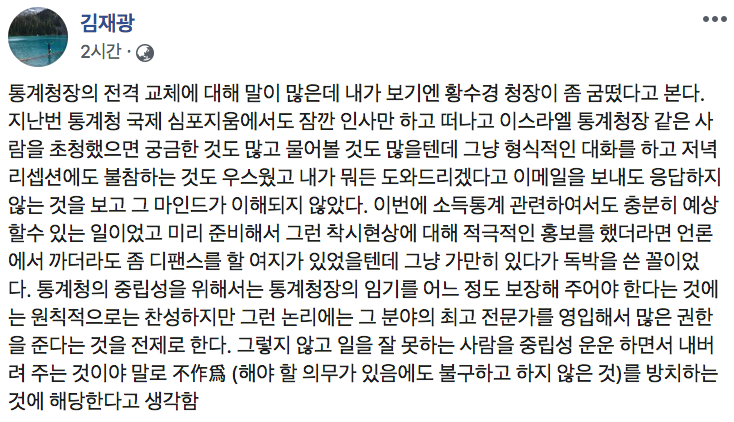 김재광
2시간 ·
통계청장의 전격 교체에 대해 말이 많은데 내가 보기엔 황수경 청장이 좀 굼떴다고 본다.
지난번 통계청 국제 심포지움에서도 잠깐 인사만 하고 떠나고 이스라엘 통계청장 같은 사
람을 초청했으면 궁금한 것도 많고 물어볼 것도 많을텐데 그냥 형식적인 대화를 하고 저녁
리셉션에도 불참하는 것도 우스웠고 내가 뭐든 도와드리겠다고 이메일을 보내도 응답하지
않는 것을 보고 그 마인드가 이해되지 않았다. 이번에 소득통계 관련하여서도 충분히 예상
할수 있는 일이었고 미리 준비해서 그런 착시현상에 대해 적극적인 홍보를 했더라면 언론
에서 까더라도 좀 디팬스를 할 여지가 있었을텐데 그냥 가만히 있다가 독박을 쓴 꼴이었
다. 통계청의 중립성을 위해서는 통계청장의 임기를 어느 정도 보장해 주어야 한다는 것에
는 원칙적으로는 찬성하지만 그런 논리에는 그 분야의 최고 전문가를 영입해서 많은 권한
을 준다는 것을 전제로 한다. 그렇지 않고 일을 잘 못하는 사람을 중립성 운운 하면서 내버
려 주는 것이야 말로 不作爲 (해야 할 의무가 있음에도 불구하고 하지 않은 것)를 방치하는
것에 해당한다고 생각함